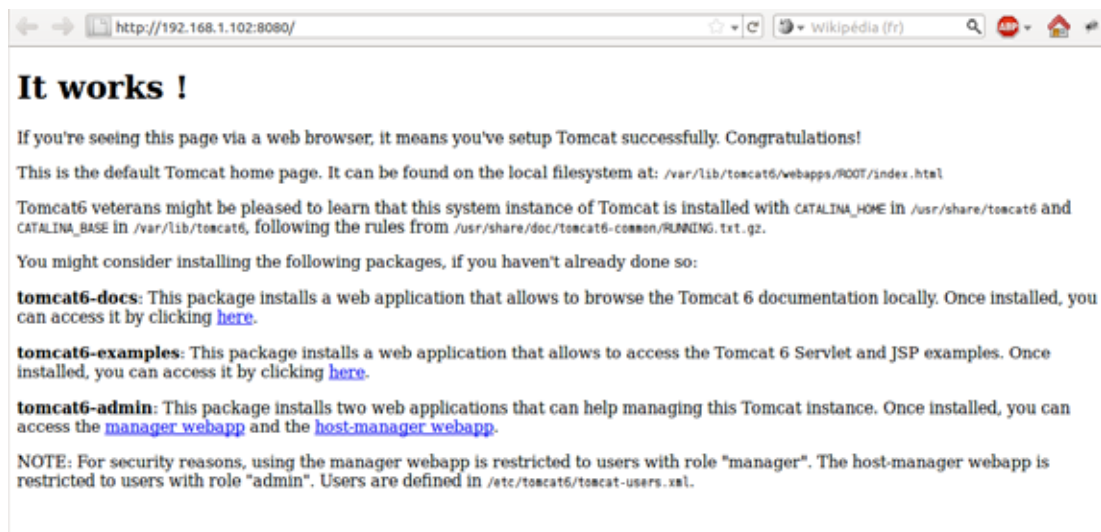 http://192.168.1.102:8080/
Wikipédia (fr)
ABP
It works !
If you're seeing this page via a web browser, it means you've setup Tomcat successfully. Congratulations!
This is the default Tomcat home page. It can be found on the local filesystem at: /var/lib/tomcat6/webapps/ROOT/index.html
Tomcat6 veterans might be pleased to learn that this system instance of Tomcat is installed with CATALINA_HOME in /usr/share/tomcat6 and
CATALINA_BASE in /var/lib/tomcat6, following the rules from /usr/share/doc/tomcat6-common/RUNNING.txt.gz.
You might consider installing the following packages, if you haven't already done so:
tomcat6-docs: This package installs a web application that allows to browse the Tomcat 6 documentation locally. Once installed, you
can access it by clicking here.
tomcat6-examples: This package installs a web application that allows to access the Tomcat 6 Servlet and JSP examples. Once
installed, you can access it by clicking here.
tomcat6-admin: This package installs two web applications that can help managing this Tomcat instance. Once installed, you can
access the manager webapp and the host-manager webapp.
NOTE: For security reasons, using the manager webapp is restricted to users with role "manager". The host-manager webapp is
restricted to users with role "admin". Users are defined in /etc/tomcat6/tomcat-users.xml.